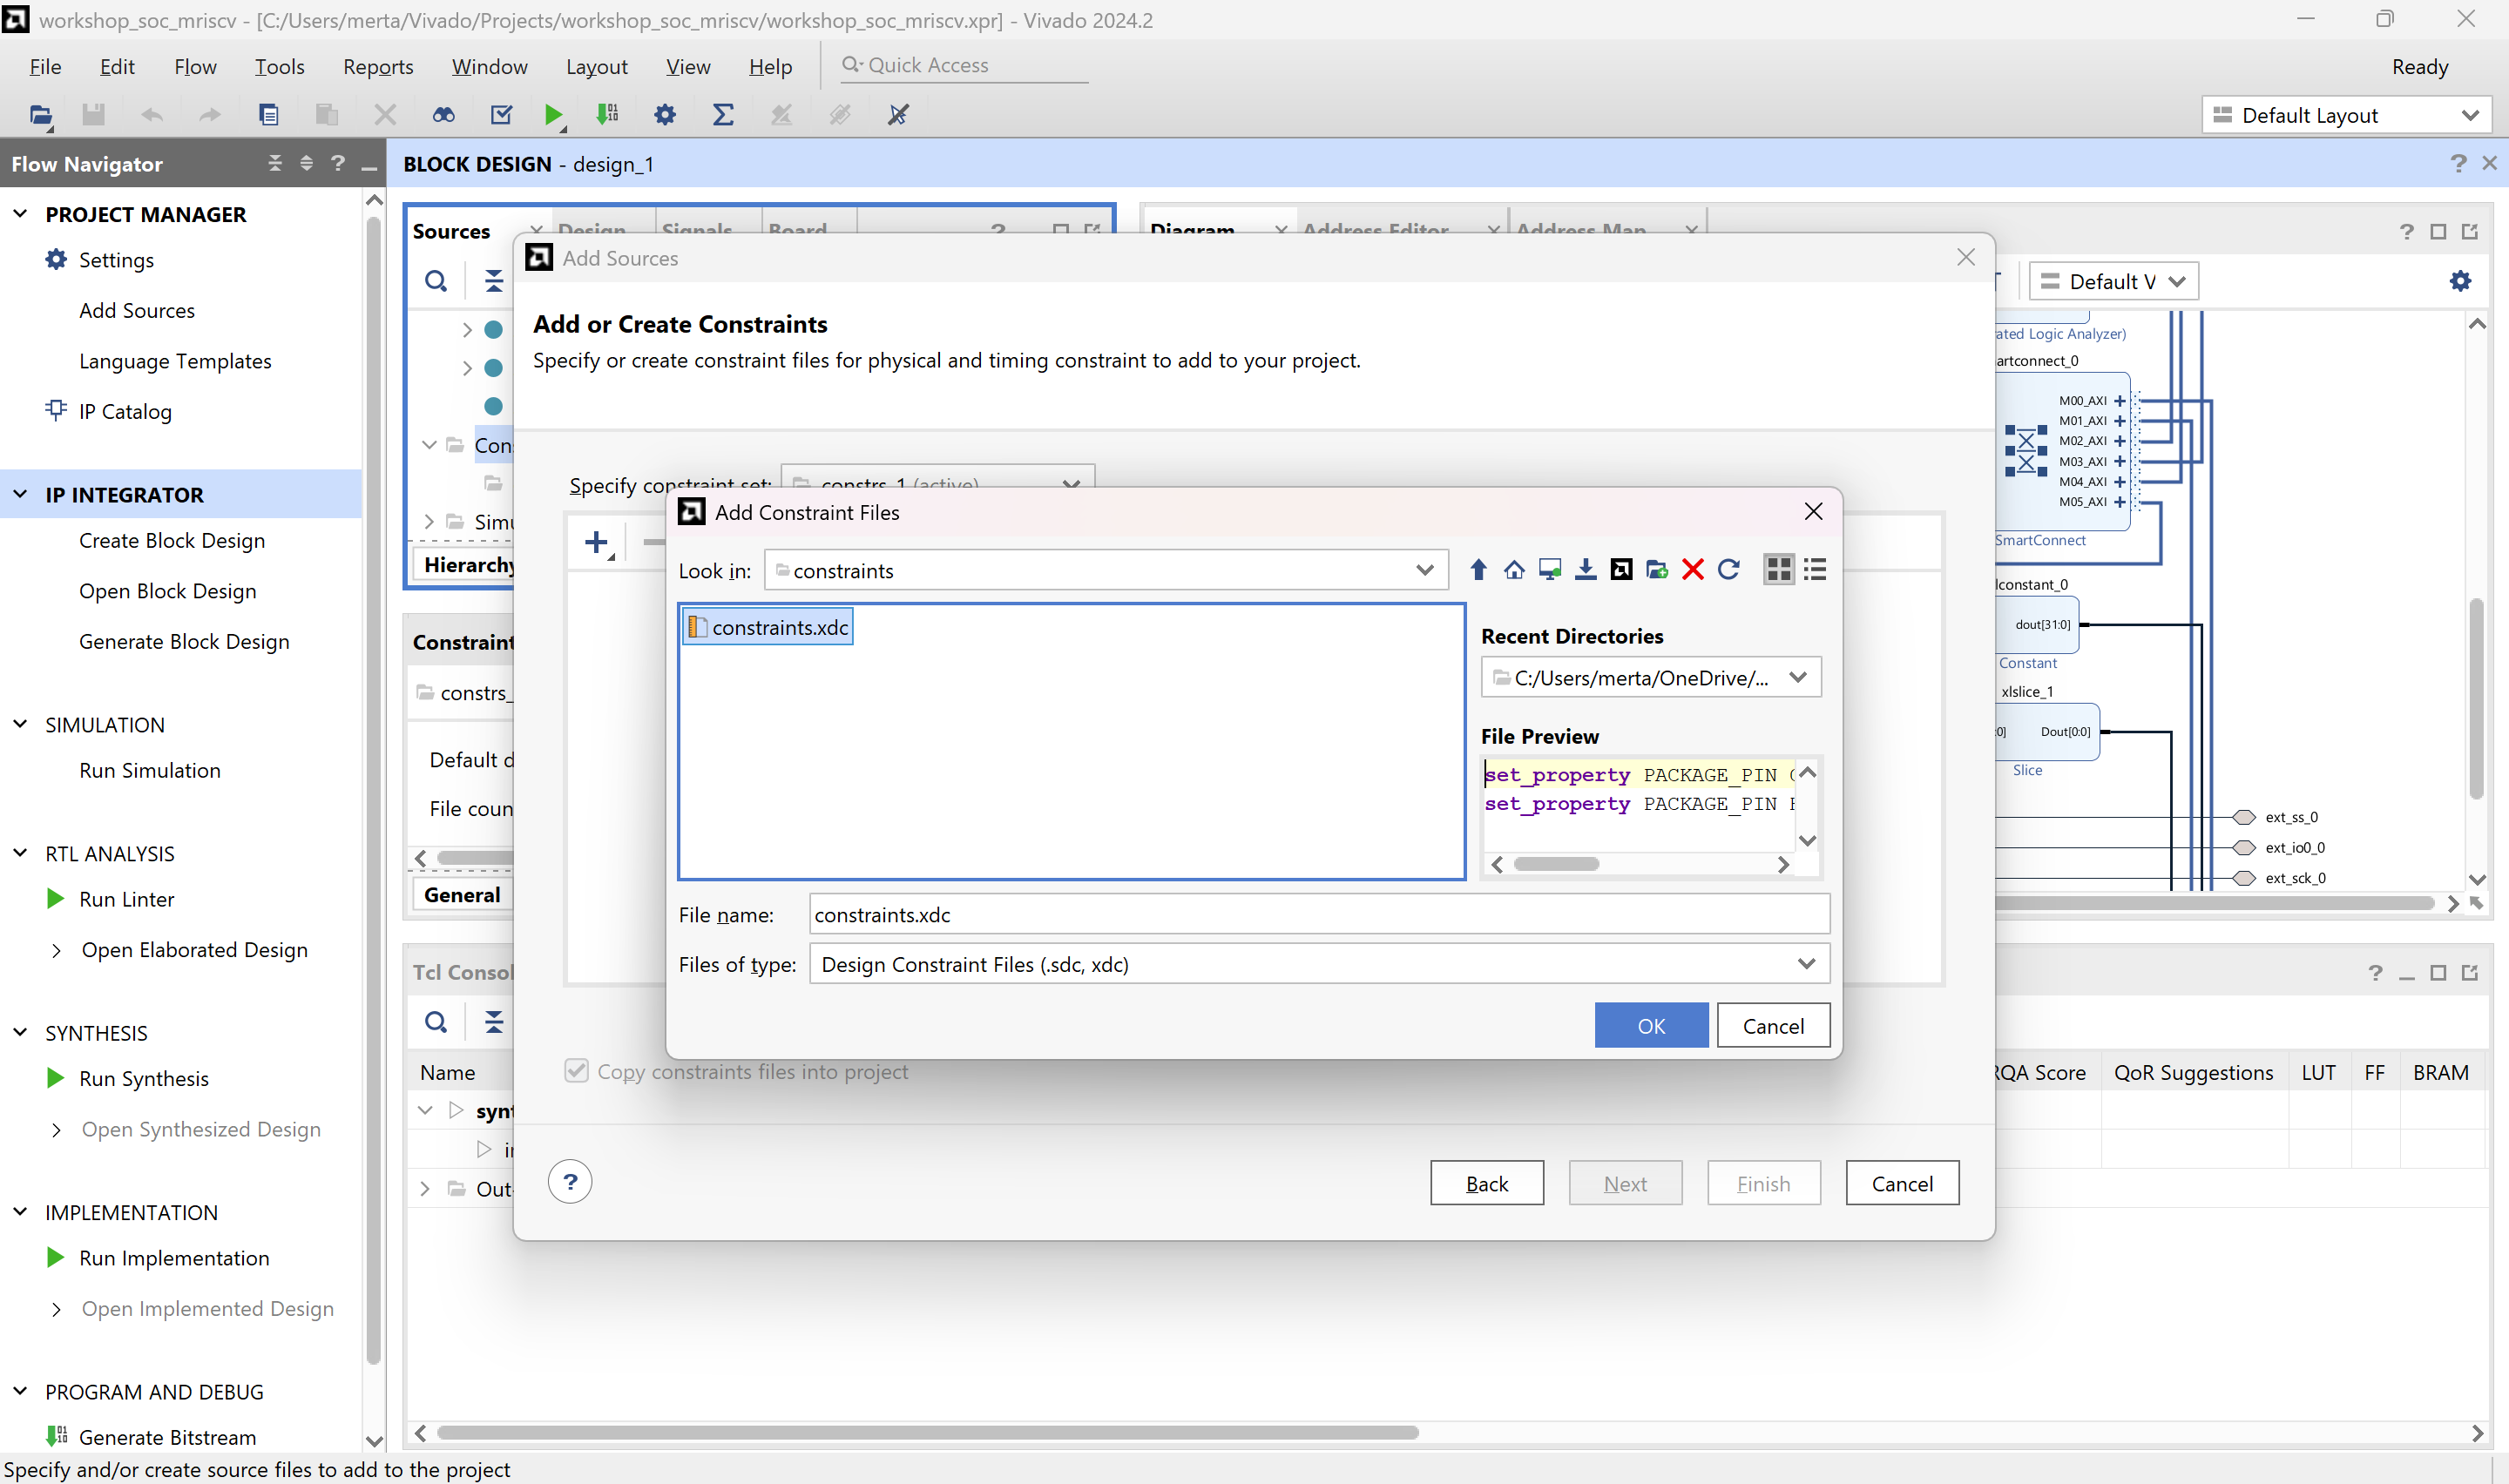 workshop_soc_mriscv - [C:/Users/merta/Vivado/Projects/workshop_soc_mriscv/workshop_soc_mriscv.xpr] - Vivado 2024.2
File Edit Flow Tools Reports Window Layout View Help Quick Access
Ready
Default Layout
Flow Navigator
BLOCK DESIGN - design_1
PROJECT MANAGER
Settings
Add Sources
Language Templates
IP Catalog
IP INTEGRATOR
Create Block Design
Open Block Design
Generate Block Design
SIMULATION
Run Simulation
RTL ANALYSIS
Run Linter
Open Elaborated Design
SYNTHESIS
Run Synthesis
Open Synthesized Design
IMPLEMENTATION
Run Implementation
Open Implemented Design
PROGRAM AND DEBUG
Generate Bitstream
Sources Design Signals Board
Hierarchy
General
Default
Name
Diagram Address Editor Address Map
Default V
ated Logic Analyzer)
artconnect_0
M00_AXI
M01_AXI
M02_AXI
M03_AXI
M04_AXI
M05_AXI
SmartConnect
lconstant_0
dout[31:0]
Constant
xlslice_1
:0] Dout[0:0]
Slice
ext_ss_0
ext_io0_0
ext_sck_0
RQA Score QoR Suggestions LUT FF BRAM
Add Sources
Add or Create Constraints
Specify or create constraint files for physical and timing constraint to add to your project.
Specify constraint set: constrs_1 (active)
Copy constraints files into project
? Back Next Finish Cancel
Add Constraint Files
Look in: constraints
constraints.xdc
Recent Directories
C:/Users/merta/OneDrive/...
File Preview
set_property PACKAGE_PIN
set_property PACKAGE_PIN
File name: constraints.xdc
Files of type: Design Constraint Files (.sdc, xdc)
OK Cancel
Specify and/or create source files to add to the project